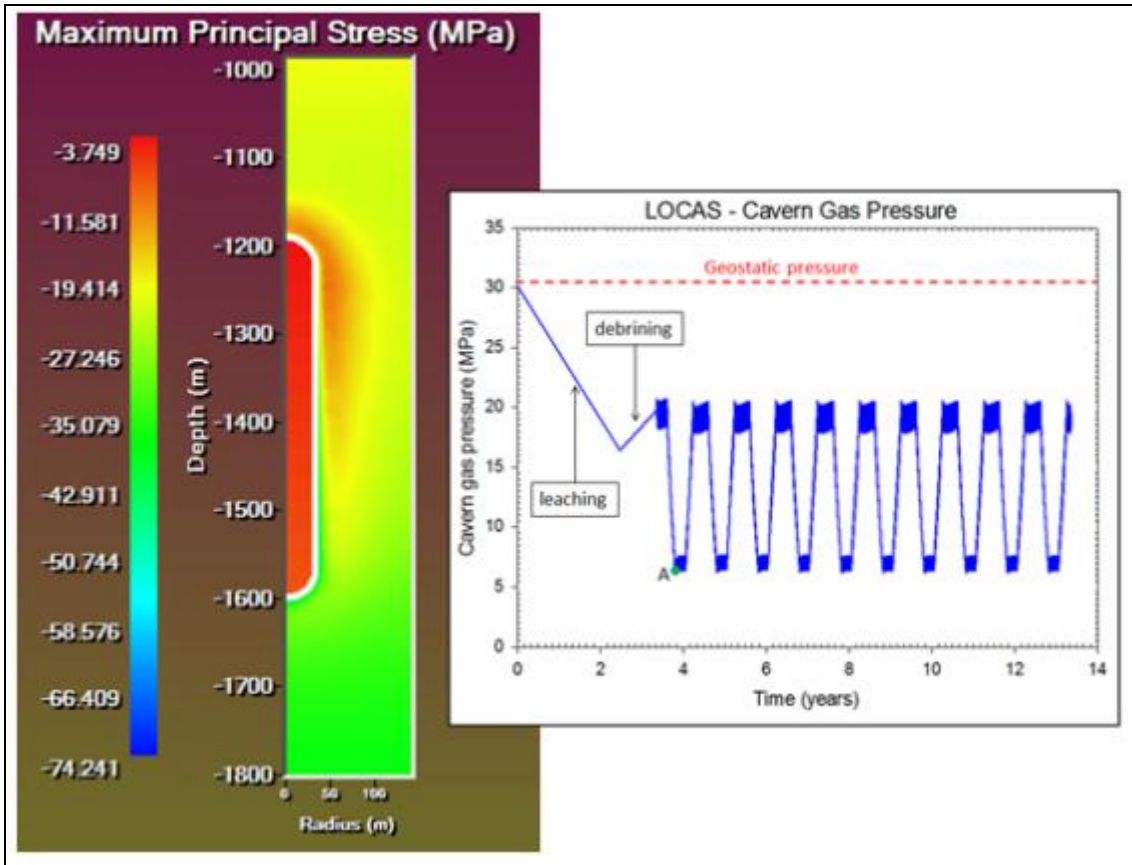 Maximum Principal Stress (MPa)
-3.749
-11.581
-19.414
-27.246
-35.079
-42.911
-50.744
-58.576
-66.409
-74.241
Depth (m)
-1000
-1100
-1200
-1300
-1400
-1500
-1600
-1700
-1800
0 50 100
Radius (m)
LOCAS - Cavern Gas Pressure
Cavern gas pressure (MPa)
35
30
25
20
15
10
5
0
Geostatic pressure
debrining
leaching
A
0 2 4 6 8 10 12 14
Time (years)